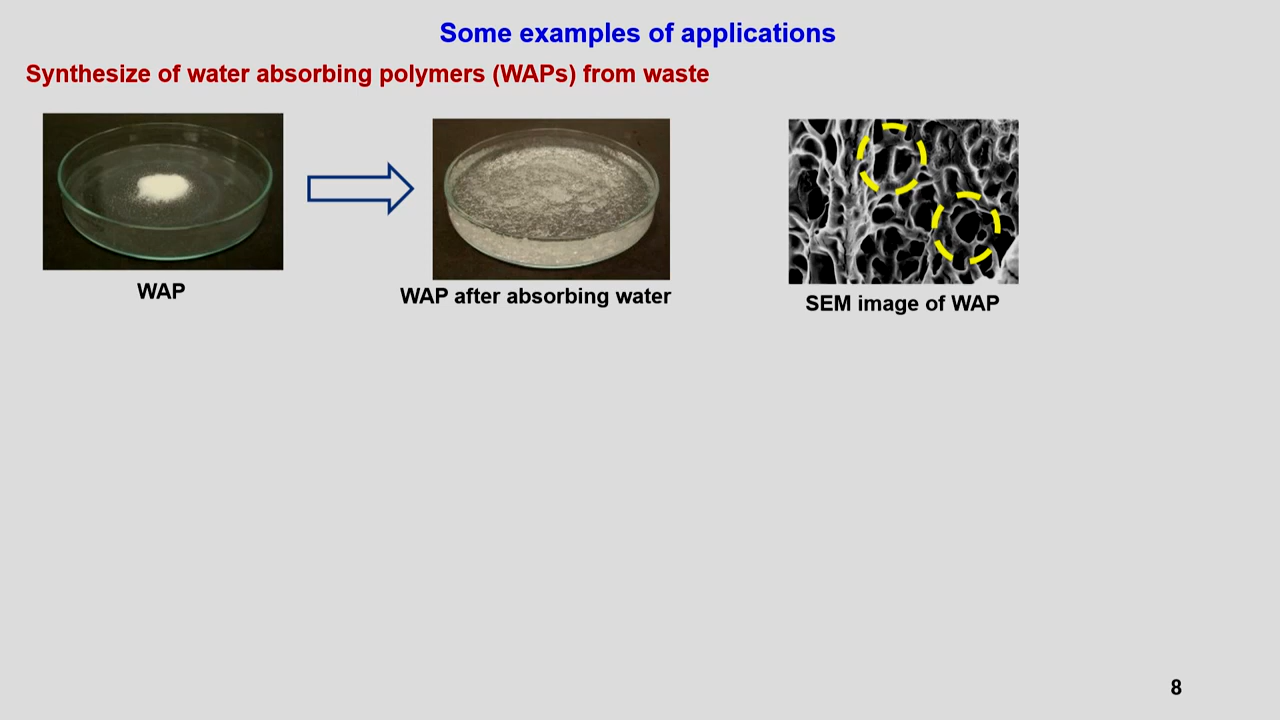 Some examples of applications
Synthesize of water absorbing polymers (WAPs) from waste
WAP
WAP after absorbing water
SEM image of WAP
8